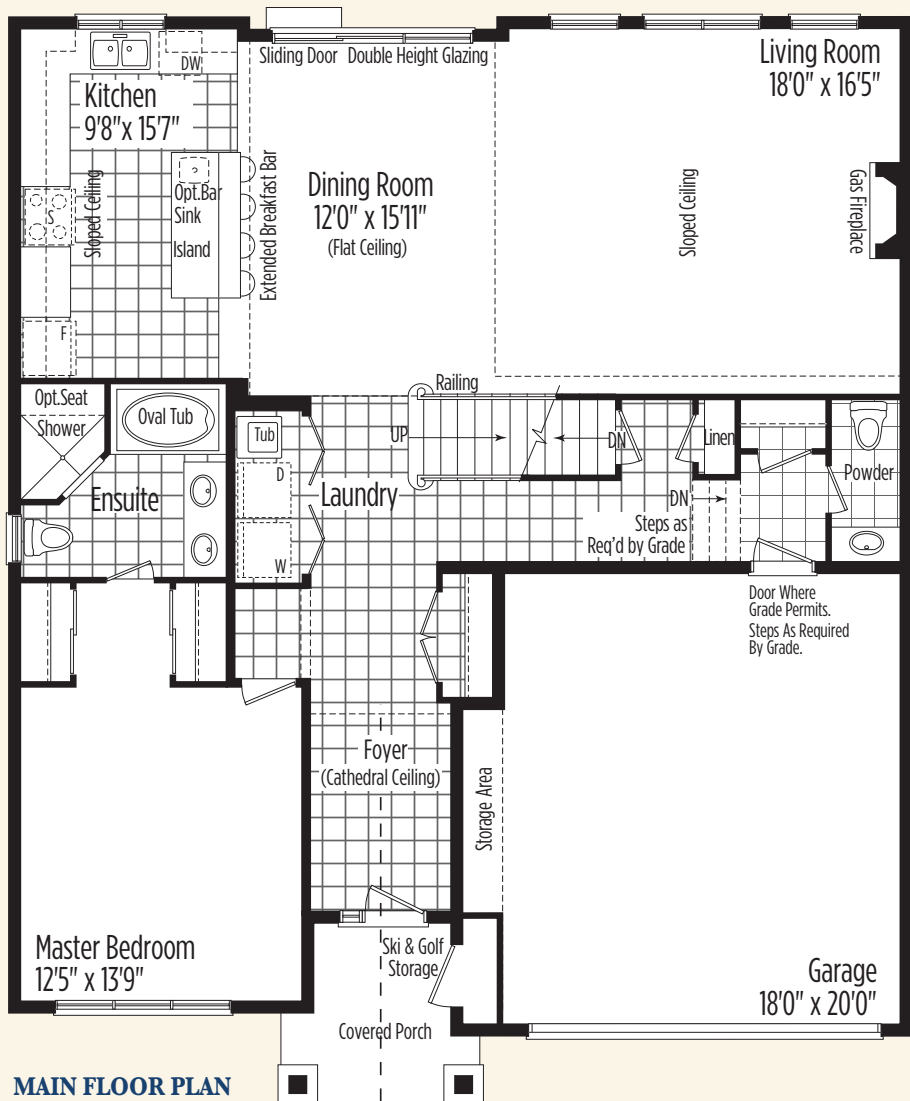 Sliding Door Double Height Glazing
Living Room
18'0" x 16'5"
DW
Kitchen
9'8"x 15'7"
Opt.Bar
Sink
Island
Extended Breakfast Bar
Dining Room
12'0" x 15'11"
(Flat Ceiling)
Sloped Ceiling
Gas Fireplace
S
Sloped Ceiling
F
Railing
Opt.Seat
Shower
Oval Tub
Tub
UP
DN
Linen
Powder
D
Laundry
Ensuite
DN
Steps as
Req'd by Grade
W
Door Where
Grade Permits.
Steps As Required
By Grade.
Foyer
(Cathedral Ceiling)
Storage Area
Master Bedroom
12'5" x 13'9"
Ski & Golf
Storage
Garage
18'0" x 20'0"
Covered Porch
MAIN FLOOR PLAN